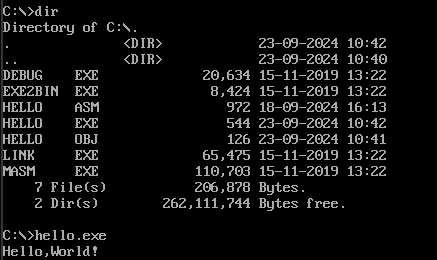 C:\>dir
Directory of C:\.
. <DIR> 23-09-2024 10:42
.. <DIR> 23-09-2024 10:40
DEBUG EXE 20,634 15-11-2019 13:22
EXE2BIN EXE 8,424 15-11-2019 13:22
HELLO ASM 972 18-09-2024 16:13
HELLO EXE 544 23-09-2024 10:42
HELLO OBJ 126 23-09-2024 10:41
LINK EXE 65,475 15-11-2019 13:22
MASM EXE 110,703 15-11-2019 13:22
7 File(s) 206,878 Bytes.
2 Dir(s) 262,111,744 Bytes free.
C:\>hello.exe
Hello,World!